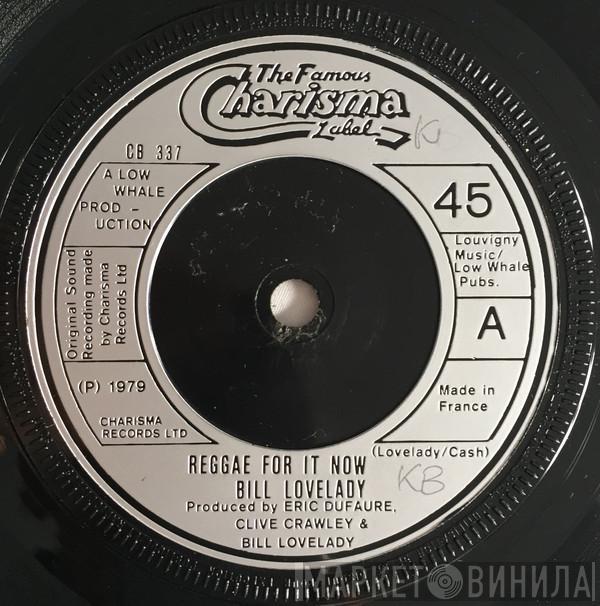 The Famous
Charisma
Label
KB
CB 337
A LOW
WHALE
PROD -
UCTION
45
Louvigny
Music/
Low Whale
Pubs.
Original Sound
Recording made
by Charisma
Records Ltd
A
(P) 1979
Made in
France
CHARISMA
RECORDS LTD
(Lovelady/Cash)
REGGAE FOR IT NOW
BILL LOVELADY
KB
Produced by ERIC DUFAURE,
CLIVE CRAWLEY &
BILL LOVELADY
МАРКЕТ ВИНИЛА